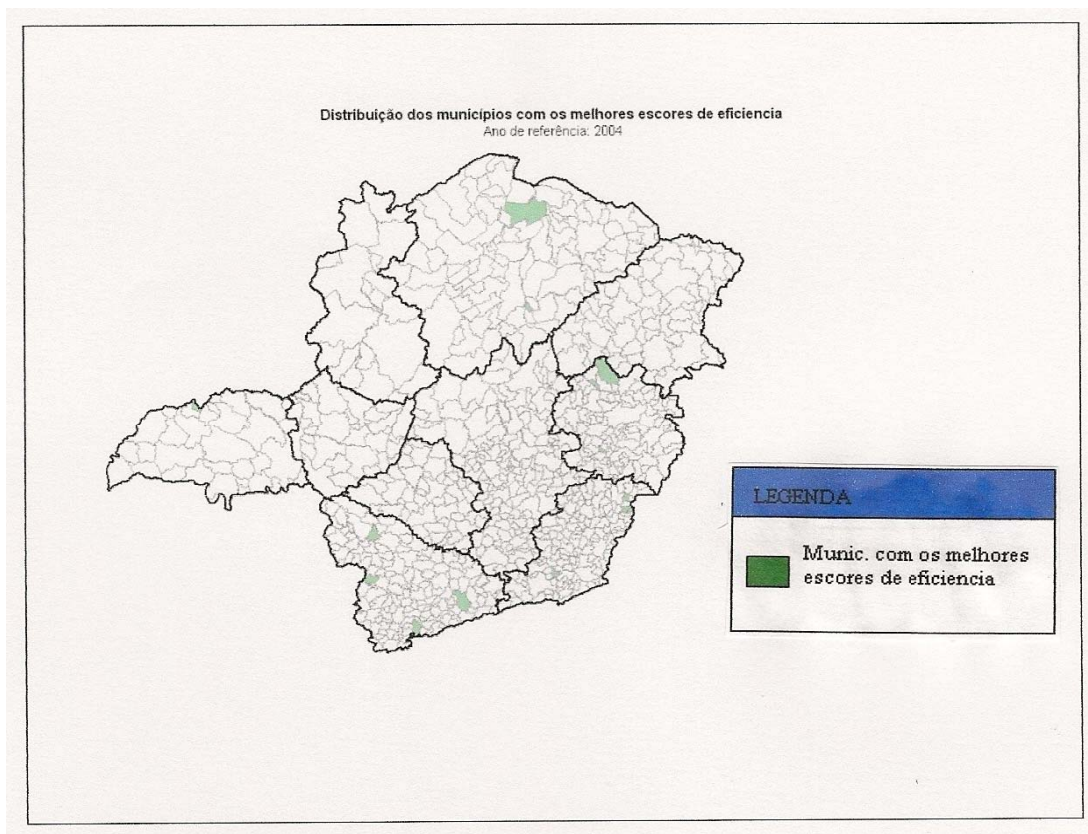 Distribuição dos municípios com os melhores escores de eficiencia
Ano de referência: 2004
LEGENDA
Munic. com os melhores
escores de eficiencia